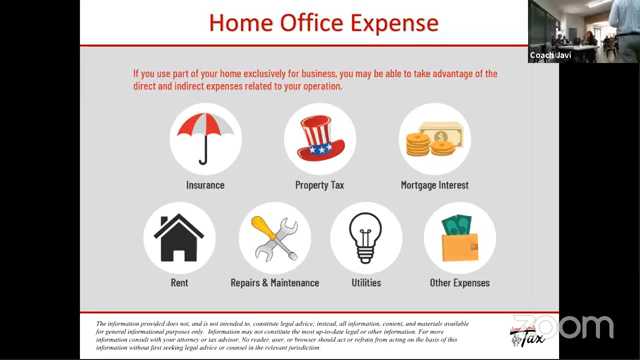 Home Office Expense
Coach Javi
If you use part of your home exclusively for business, you may be able to take advantage of the
direct and indirect expenses related to your operation.
Insurance
Property Tax
Mortgage Interest
Rent
Repairs & Maintenance
Utilities
Other Expenses
The information provided does not, and is not intended to, constitute legal advice; instead, all information, content, and materials available
for general informational purposes only. Information may not constitute the most up-to-date legal or other information. For more
information consult with your attorney or tax advisor. No reader, user, or browser should act or refrain from acting on the basis of this
information without first seeking legal advice or counsel in the relevant jurisdiction.
Tax
zoom